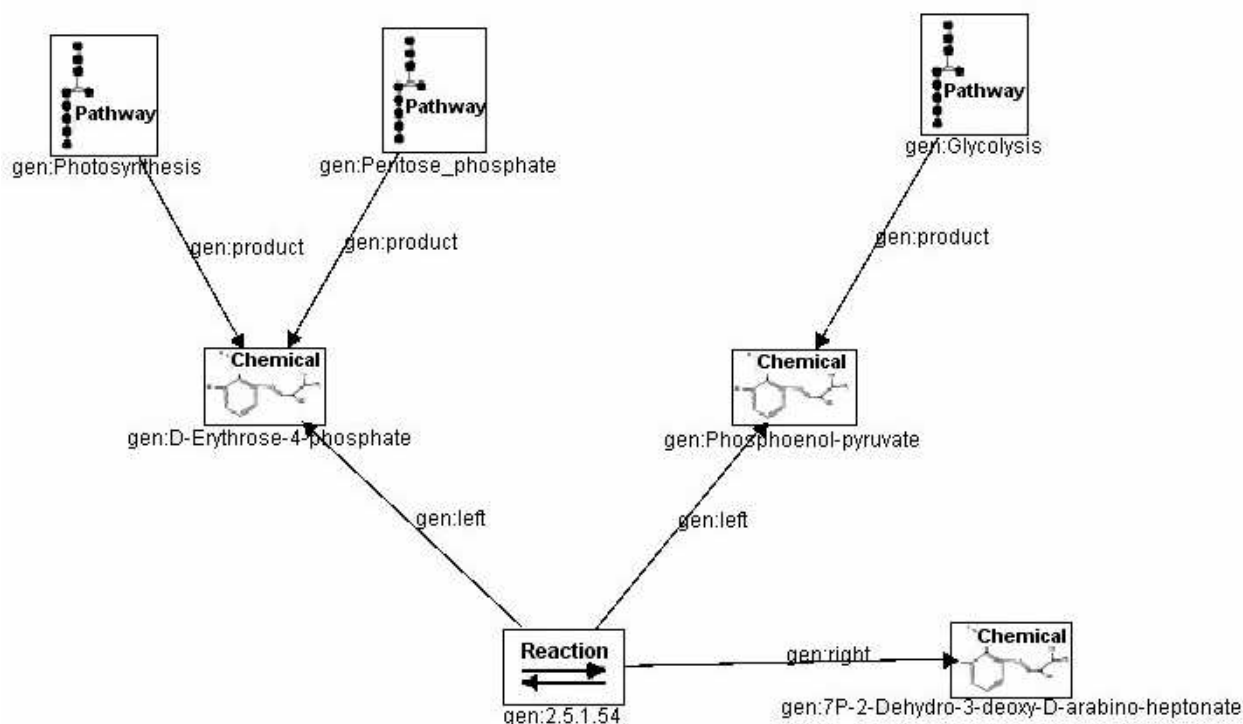 Pathway
gen:Photosynthesis
Pathway
gen:Pentose_phosphate
Pathway
gen:Glycolysis
gen:product
gen:product
gen:product
Chemical
gen:D-Erythrose-4-phosphate
Chemical
gen:Phosphoenol-pyruvate
gen:left
gen:left
Reaction
gen:2.5.1.54
gen:right
Chemical
gen:7P-2-Dehydro-3-deoxy-D-arabino-heptonate